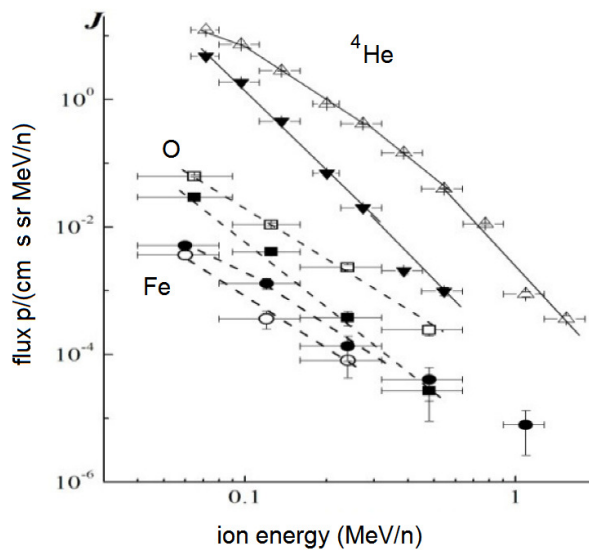 J
⁴He
10⁰
O
10⁻²
Fe
10⁻⁴
10⁻⁶
0.1
1
flux p/(cm s sr MeV/n)
ion energy (MeV/n)